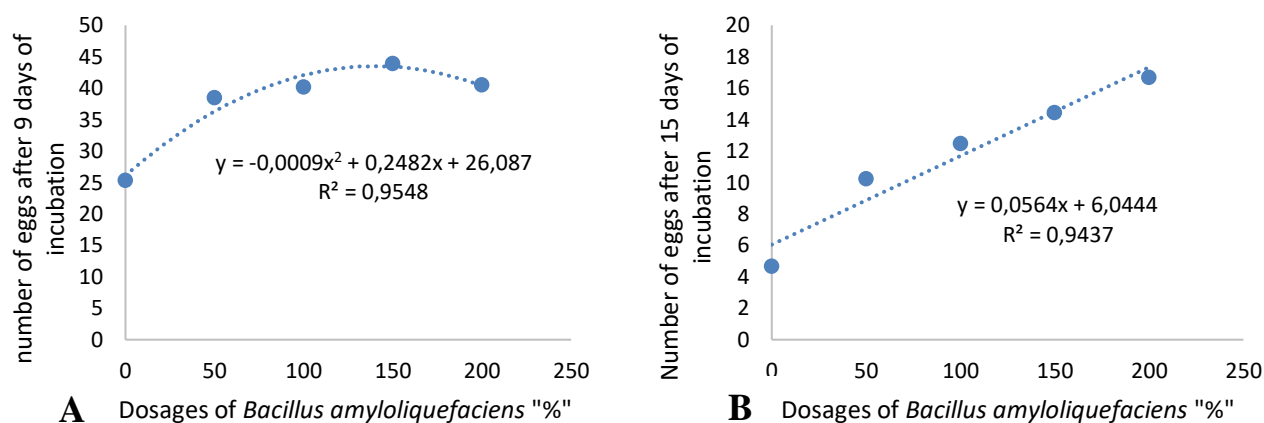 number of eggs after 9 days of
incubation
50
45
40
35
30
25
20
15
10
5
0
y = -0,0009x² + 0,2482x + 26,087
R² = 0,9548
0 50 100 150 200 250
A Dosages of Bacillus amyloliquefaciens "%"
Number of eggs after 15 days of
incubation
20
18
16
14
12
10
8
6
4
2
0
y = 0,0564x + 6,0444
R² = 0,9437
0 50 100 150 200 250
B Dosages of Bacillus amyloliquefaciens "%"